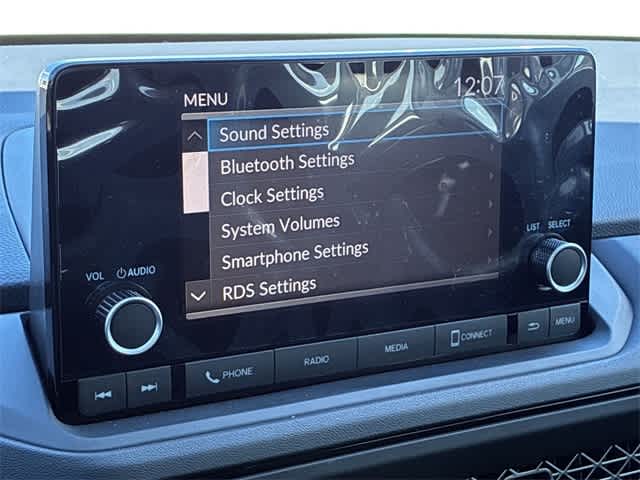 12:07
MENU
Sound Settings
Bluetooth Settings
Clock Settings
System Volumes
Smartphone Settings
RDS Settings
VOL AUDIO
LIST SELECT
PHONE RADIO MEDIA CONNECT MENU